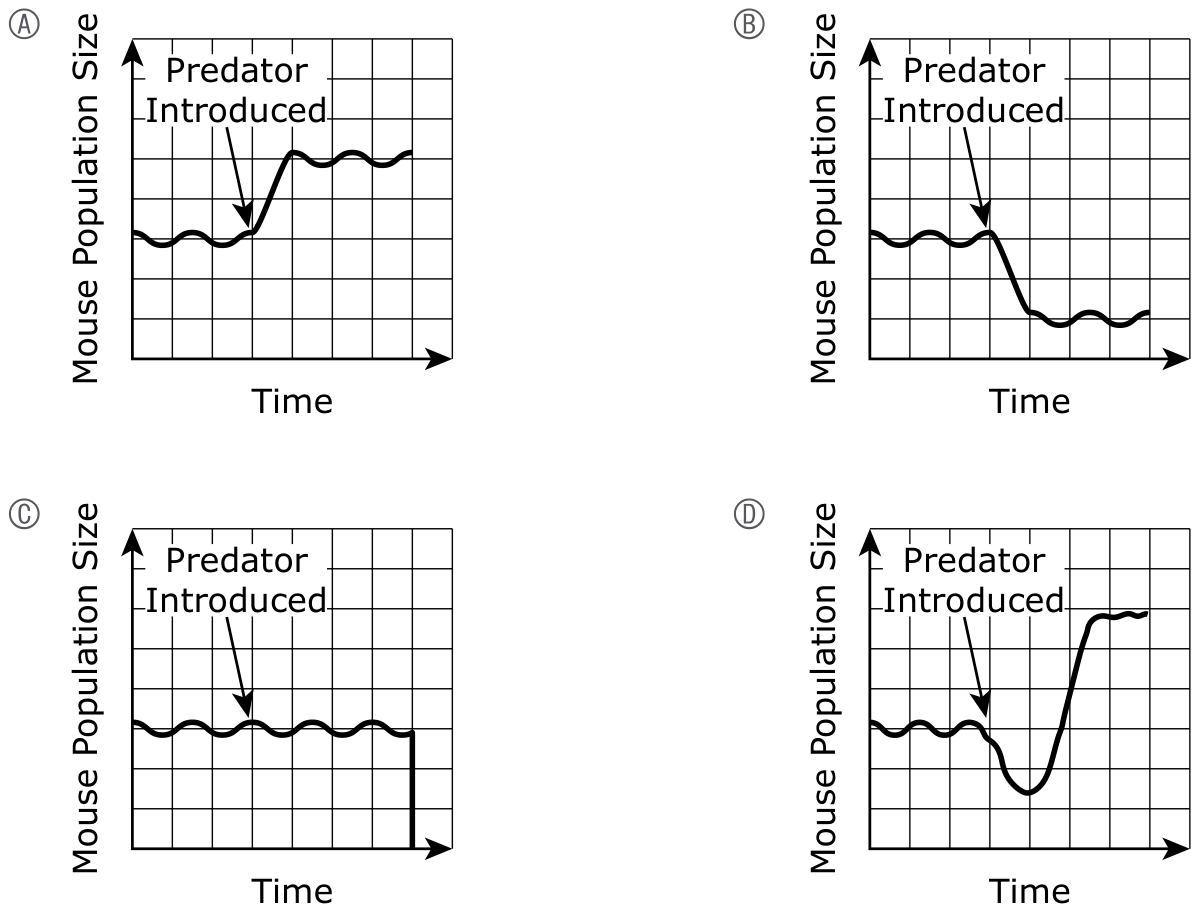 Ⓐ
Mouse Population Size
Predator
Introduced
Time
Ⓑ
Mouse Population Size
Predator
Introduced
Time
Ⓒ
Mouse Population Size
Predator
Introduced
Time
Ⓓ
Mouse Population Size
Predator
Introduced
Time